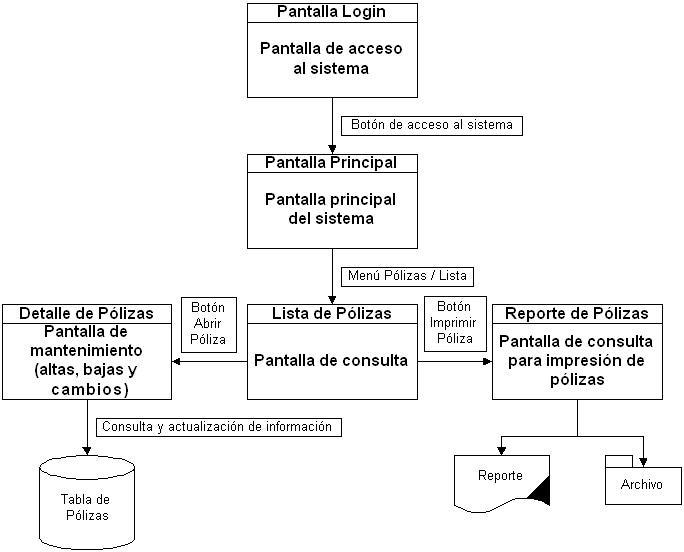 Pantalla Login
Pantalla de acceso
al sistema
Botón de acceso al sistema
Pantalla Principal
Pantalla principal
del sistema
Menú Pólizas / Lista
Detalle de Pólizas
Pantalla de
mantenimiento
(altas, bajas y
cambios)
Botón
Abrir
Póliza
Lista de Pólizas
Pantalla de consulta
Botón
Imprimir
Póliza
Reporte de Pólizas
Pantalla de consulta
para impresión de
pólizas
Consulta y actualización de información
Tabla de
Pólizas
Reporte
Archivo